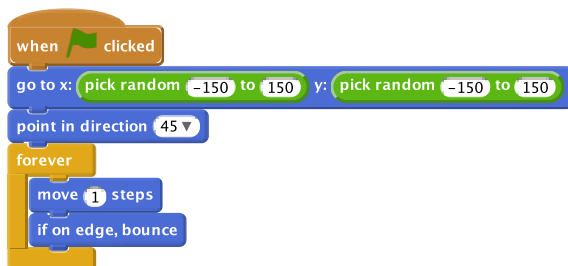 when clicked
go to x: pick random -150 to 150 y: pick random -150 to 150
point in direction 45
forever
move 1 steps
if on edge, bounce